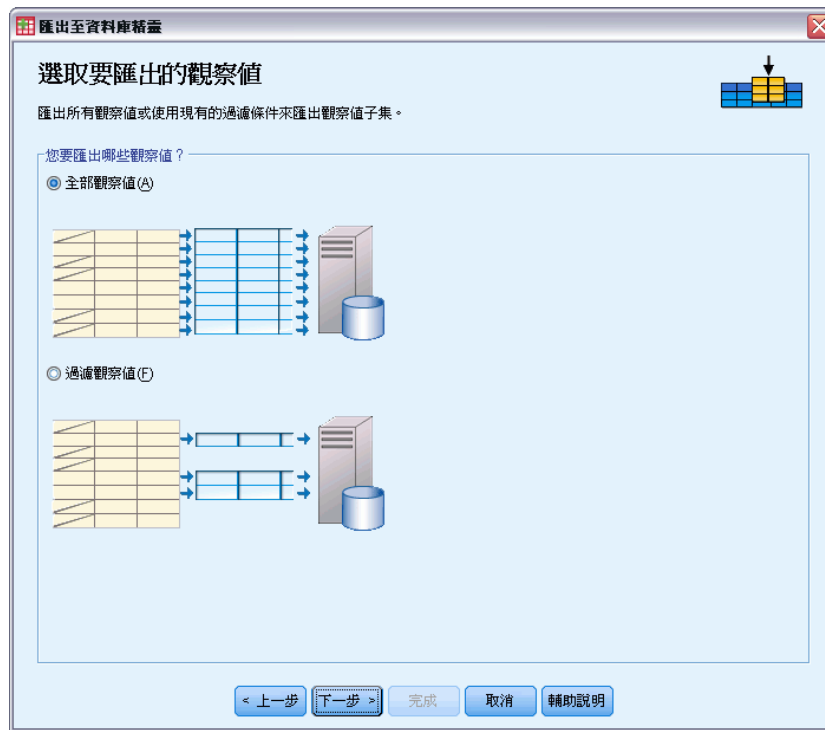 匯出至資料庫精靈
選取要匯出的觀察值
匯出所有觀察值或使用現有的過濾條件來匯出觀察值子集。
您要匯出哪些觀察值？
全部觀察值(A)
過濾觀察值(F)
< 上一步 下一步 > 完成 取消 輔助說明